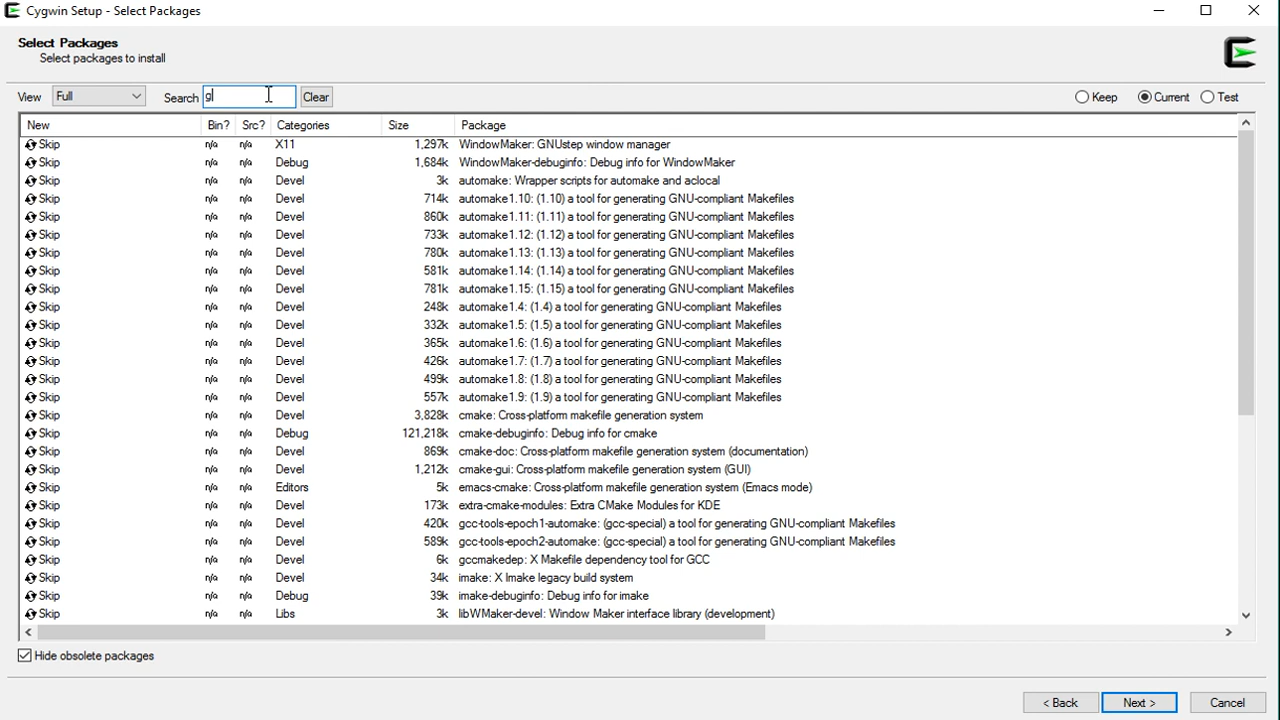 Cygwin Setup - Select Packages
Select Packages
Select packages to install
View Full Search g Clear Keep Current Test
New Bin? Src? Categories Size Package
Skip n/a n/a X11 1,297k WindowMaker: GNUstep window manager
Skip n/a n/a Debug 1,684k WindowMaker-debuginfo: Debug info for WindowMaker
Skip n/a n/a Devel 3k automake: Wrapper scripts for automake and aclocal
Skip n/a n/a Devel 714k automake1.10: (1.10) a tool for generating GNU-compliant Makefiles
Skip n/a n/a Devel 860k automake1.11: (1.11) a tool for generating GNU-compliant Makefiles
Skip n/a n/a Devel 733k automake1.12: (1.12) a tool for generating GNU-compliant Makefiles
Skip n/a n/a Devel 780k automake1.13: (1.13) a tool for generating GNU-compliant Makefiles
Skip n/a n/a Devel 581k automake1.14: (1.14) a tool for generating GNU-compliant Makefiles
Skip n/a n/a Devel 781k automake1.15: (1.15) a tool for generating GNU-compliant Makefiles
Skip n/a n/a Devel 248k automake1.4: (1.4) a tool for generating GNU-compliant Makefiles
Skip n/a n/a Devel 332k automake1.5: (1.5) a tool for generating GNU-compliant Makefiles
Skip n/a n/a Devel 365k automake1.6: (1.6) a tool for generating GNU-compliant Makefiles
Skip n/a n/a Devel 426k automake1.7: (1.7) a tool for generating GNU-compliant Makefiles
Skip n/a n/a Devel 499k automake1.8: (1.8) a tool for generating GNU-compliant Makefiles
Skip n/a n/a Devel 557k automake1.9: (1.9) a tool for generating GNU-compliant Makefiles
Skip n/a n/a Devel 3,828k cmake: Cross-platform makefile generation system
Skip n/a n/a Debug 121,218k cmake-debuginfo: Debug info for cmake
Skip n/a n/a Devel 869k cmake-doc: Cross-platform makefile generation system (documentation)
Skip n/a n/a Devel 1,212k cmake-gui: Cross-platform makefile generation system (GUI)
Skip n/a n/a Editors 5k emacs-cmake: Cross-platform makefile generation system (Emacs mode)
Skip n/a n/a Devel 173k extra-cmake-modules: Extra CMake Modules for KDE
Skip n/a n/a Devel 420k gcc-tools-epoch1-automake: (gcc-special) a tool for generating GNU-compliant Makefiles
Skip n/a n/a Devel 589k gcc-tools-epoch2-automake: (gcc-special) a tool for generating GNU-compliant Makefiles
Skip n/a n/a Devel 6k gccmakedep: X Makefile dependency tool for GCC
Skip n/a n/a Devel 34k imake: X Imake legacy build system
Skip n/a n/a Debug 39k imake-debuginfo: Debug info for imake
Skip n/a n/a Libs 3k libWMaker-devel: Window Maker interface library (development)
Hide obsolete packages
< Back Next > Cancel